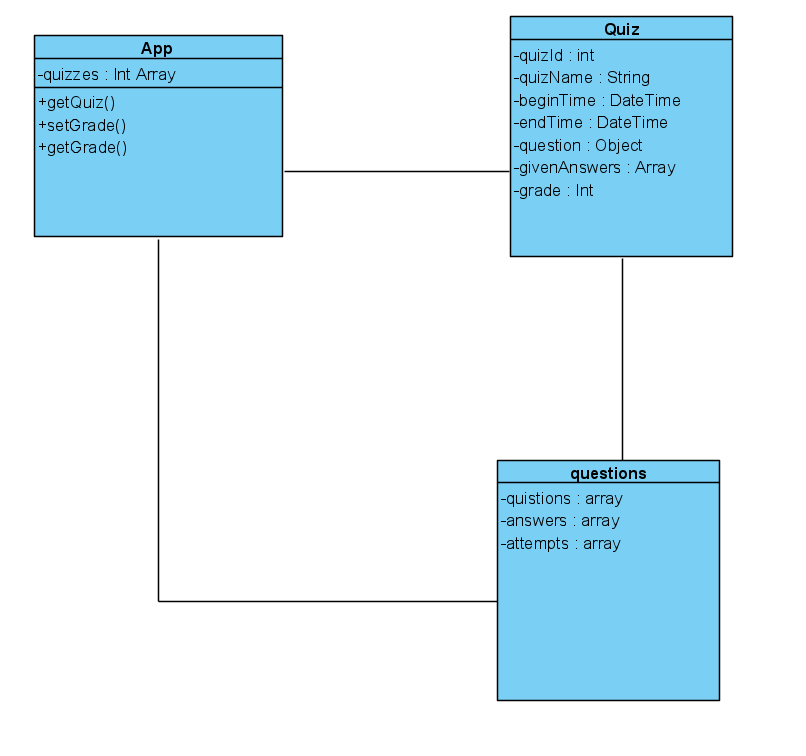 App
-quizzes : Int Array
+getQuiz()
+setGrade()
+getGrade()
Quiz
-quizId : int
-quizName : String
-beginTime : DateTime
-endTime : DateTime
-question : Object
-givenAnswers : Array
-grade : Int
questions
-quistions : array
-answers : array
-attempts : array